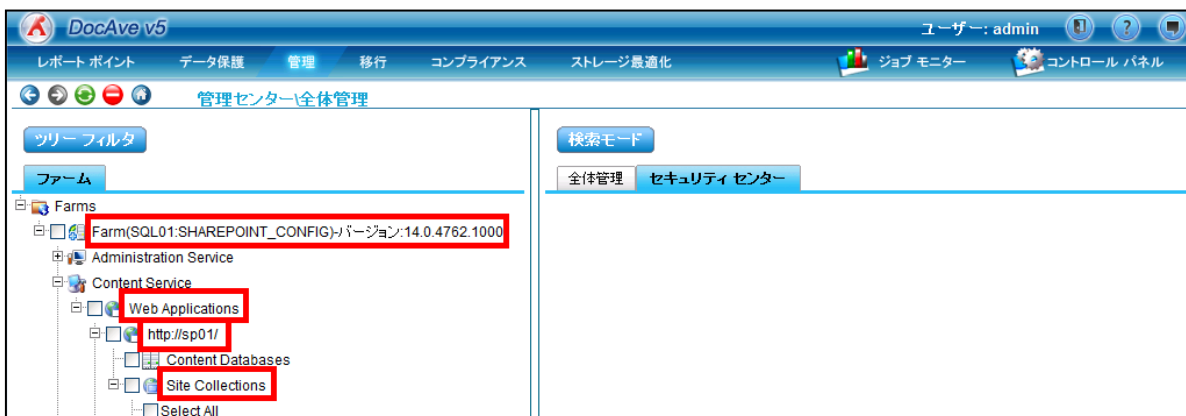 DocAve v5 ユーザー: admin
レポート ポイント データ保護 管理 移行 コンプライアンス ストレージ最適化 ジョブ モニター コントロール パネル
管理センター\全体管理
ツリー フィルタ 検索モード
ファーム 全体管理 セキュリティ センター
Farms
Farm(SQL01:SHAREPOINT_CONFIG)-バージョン:14.0.4762.1000
Administration Service
Content Service
Web Applications
http://sp01/
Content Databases
Site Collections
Select All